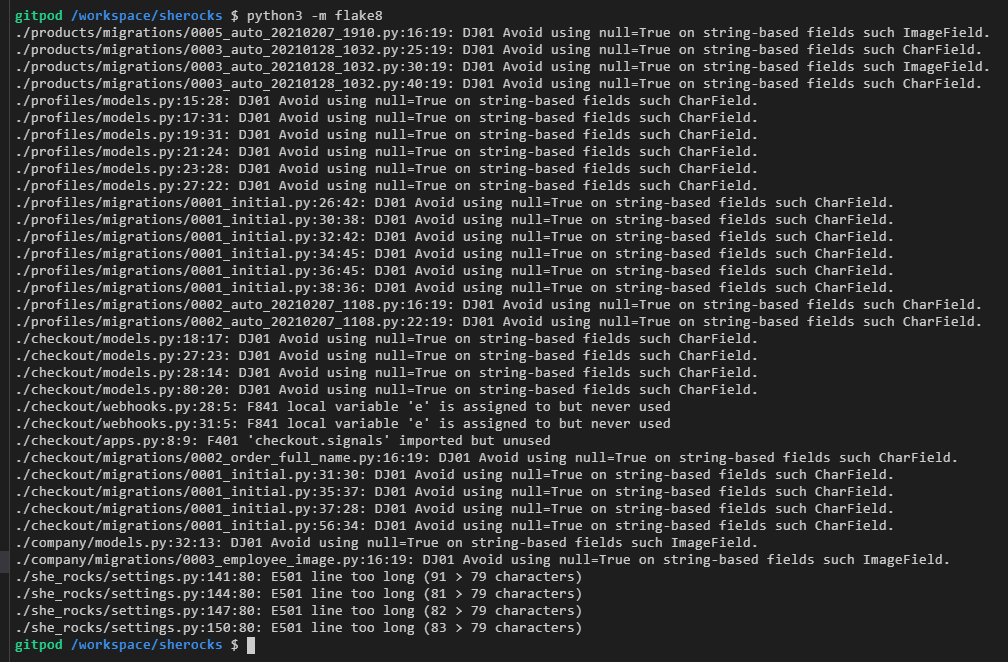 gitpod /workspace/sherocks $ python3 -m flake8
./products/migrations/0005_auto_20210207_1910.py:16:19: DJ01 Avoid using null=True on string-based fields such ImageField.
./products/migrations/0003_auto_20210128_1032.py:25:19: DJ01 Avoid using null=True on string-based fields such CharField.
./products/migrations/0003_auto_20210128_1032.py:30:19: DJ01 Avoid using null=True on string-based fields such ImageField.
./products/migrations/0003_auto_20210128_1032.py:40:19: DJ01 Avoid using null=True on string-based fields such CharField.
./profiles/models.py:15:28: DJ01 Avoid using null=True on string-based fields such CharField.
./profiles/models.py:17:31: DJ01 Avoid using null=True on string-based fields such CharField.
./profiles/models.py:19:31: DJ01 Avoid using null=True on string-based fields such CharField.
./profiles/models.py:21:24: DJ01 Avoid using null=True on string-based fields such CharField.
./profiles/models.py:23:28: DJ01 Avoid using null=True on string-based fields such CharField.
./profiles/models.py:27:22: DJ01 Avoid using null=True on string-based fields such CharField.
./profiles/migrations/0001_initial.py:26:42: DJ01 Avoid using null=True on string-based fields such CharField.
./profiles/migrations/0001_initial.py:30:38: DJ01 Avoid using null=True on string-based fields such CharField.
./profiles/migrations/0001_initial.py:32:42: DJ01 Avoid using null=True on string-based fields such CharField.
./profiles/migrations/0001_initial.py:34:45: DJ01 Avoid using null=True on string-based fields such CharField.
./profiles/migrations/0001_initial.py:36:45: DJ01 Avoid using null=True on string-based fields such CharField.
./profiles/migrations/0001_initial.py:38:36: DJ01 Avoid using null=True on string-based fields such CharField.
./profiles/migrations/0002_auto_20210207_1108.py:16:19: DJ01 Avoid using null=True on string-based fields such CharField.
./profiles/migrations/0002_auto_20210207_1108.py:22:19: DJ01 Avoid using null=True on string-based fields such CharField.
./checkout/models.py:18:17: DJ01 Avoid using null=True on string-based fields such CharField.
./checkout/models.py:27:23: DJ01 Avoid using null=True on string-based fields such CharField.
./checkout/models.py:28:14: DJ01 Avoid using null=True on string-based fields such CharField.
./checkout/models.py:80:20: DJ01 Avoid using null=True on string-based fields such CharField.
./checkout/webhooks.py:28:5: F841 local variable 'e' is assigned to but never used
./checkout/webhooks.py:31:5: F841 local variable 'e' is assigned to but never used
./checkout/apps.py:8:9: F401 'checkout.signals' imported but unused
./checkout/migrations/0002_order_full_name.py:16:19: DJ01 Avoid using null=True on string-based fields such CharField.
./checkout/migrations/0001_initial.py:31:30: DJ01 Avoid using null=True on string-based fields such CharField.
./checkout/migrations/0001_initial.py:35:37: DJ01 Avoid using null=True on string-based fields such CharField.
./checkout/migrations/0001_initial.py:37:28: DJ01 Avoid using null=True on string-based fields such CharField.
./checkout/migrations/0001_initial.py:56:34: DJ01 Avoid using null=True on string-based fields such CharField.
./company/models.py:32:13: DJ01 Avoid using null=True on string-based fields such ImageField.
./company/migrations/0003_employee_image.py:16:19: DJ01 Avoid using null=True on string-based fields such ImageField.
./she_rocks/settings.py:141:80: E501 line too long (91 > 79 characters)
./she_rocks/settings.py:144:80: E501 line too long (81 > 79 characters)
./she_rocks/settings.py:147:80: E501 line too long (82 > 79 characters)
./she_rocks/settings.py:150:80: E501 line too long (83 > 79 characters)
gitpod /workspace/sherocks $